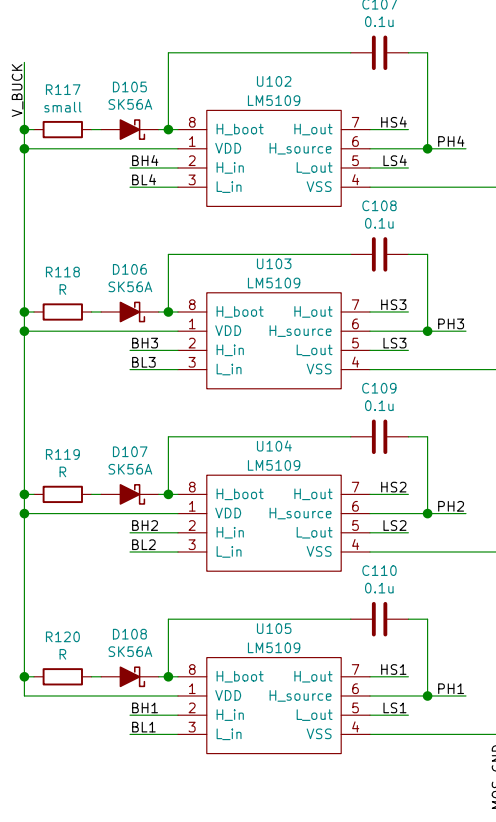 C107
0.1u
V_BUCK
R117
small
D105
SK56A
U102
LM5109
8 H_boot H_out 7 HS4
1 VDD H_source 6 PH4
BH4 2 H_in L_out 5 LS4
BL4 3 L_in VSS 4
C108
0.1u
R118
R
D106
SK56A
U103
LM5109
8 H_boot H_out 7 HS3
1 VDD H_source 6 PH3
BH3 2 H_in L_out 5 LS3
BL3 3 L_in VSS 4
C109
0.1u
R119
R
D107
SK56A
U104
LM5109
8 H_boot H_out 7 HS2
1 VDD H_source 6 PH2
BH2 2 H_in L_out 5 LS2
BL2 3 L_in VSS 4
C110
0.1u
R120
R
D108
SK56A
U105
LM5109
8 H_boot H_out 7 HS1
1 VDD H_source 6 PH1
BH1 2 H_in L_out 5 LS1
BL1 3 L_in VSS 4
MOS_GND